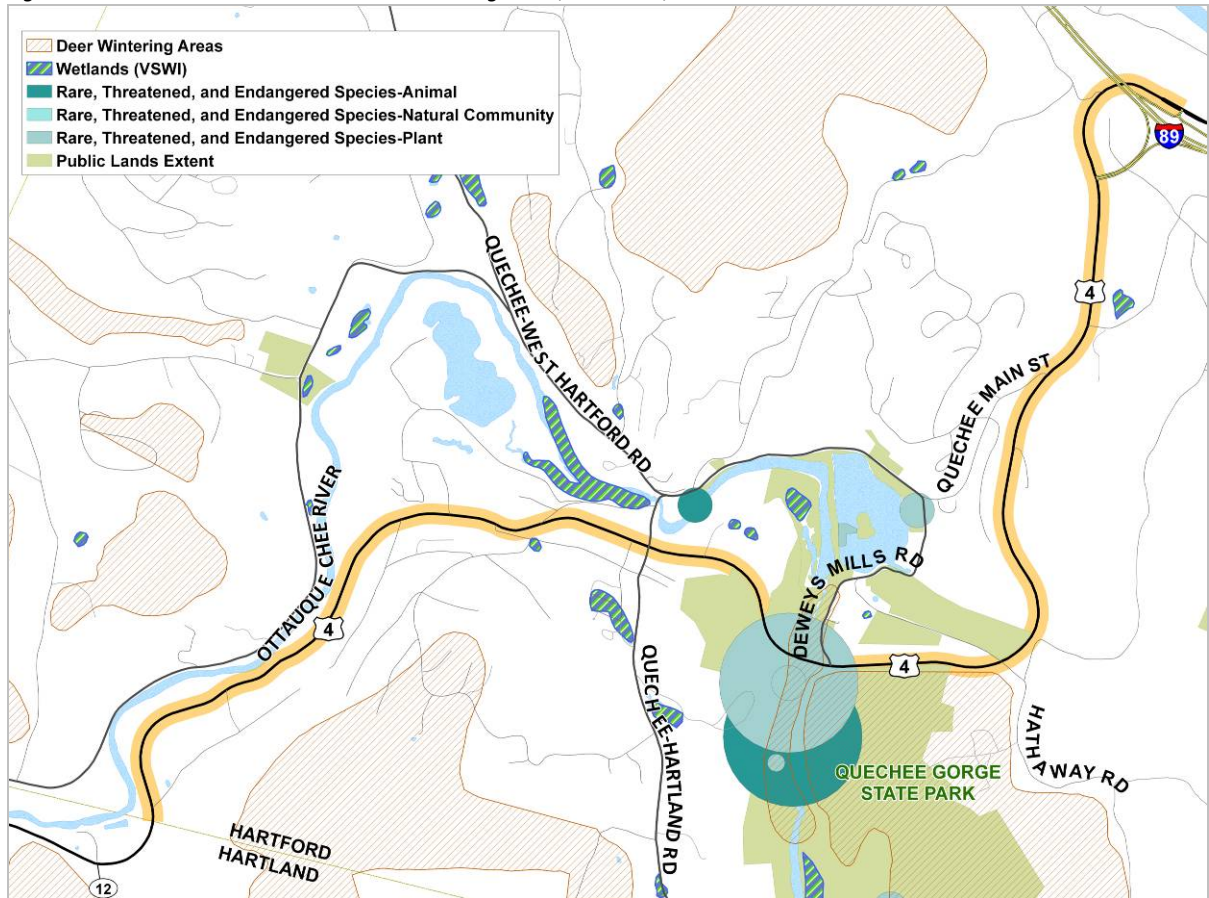 Deer Wintering Areas
Wetlands (VSWI)
Rare, Threatened, and Endangered Species-Animal
Rare, Threatened, and Endangered Species-Natural Community
Rare, Threatened, and Endangered Species-Plant
Public Lands Extent
89
QUECHEE-WEST HARTFORD RD
4
QUECHEE MAIN ST
OTTAUQUECHEE RIVER
4
DEWEYS MILLS RD
4
QUECHEE-HARTLAND RD
HATHAWAY RD
QUECHEE GORGE
STATE PARK
HARTFORD
HARTLAND
12